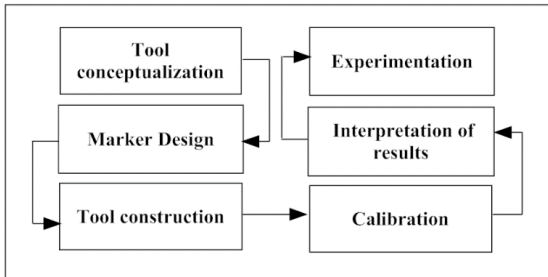 Tool
conceptualization
Marker Design
Tool construction
Calibration
Interpretation of
results
Experimentation